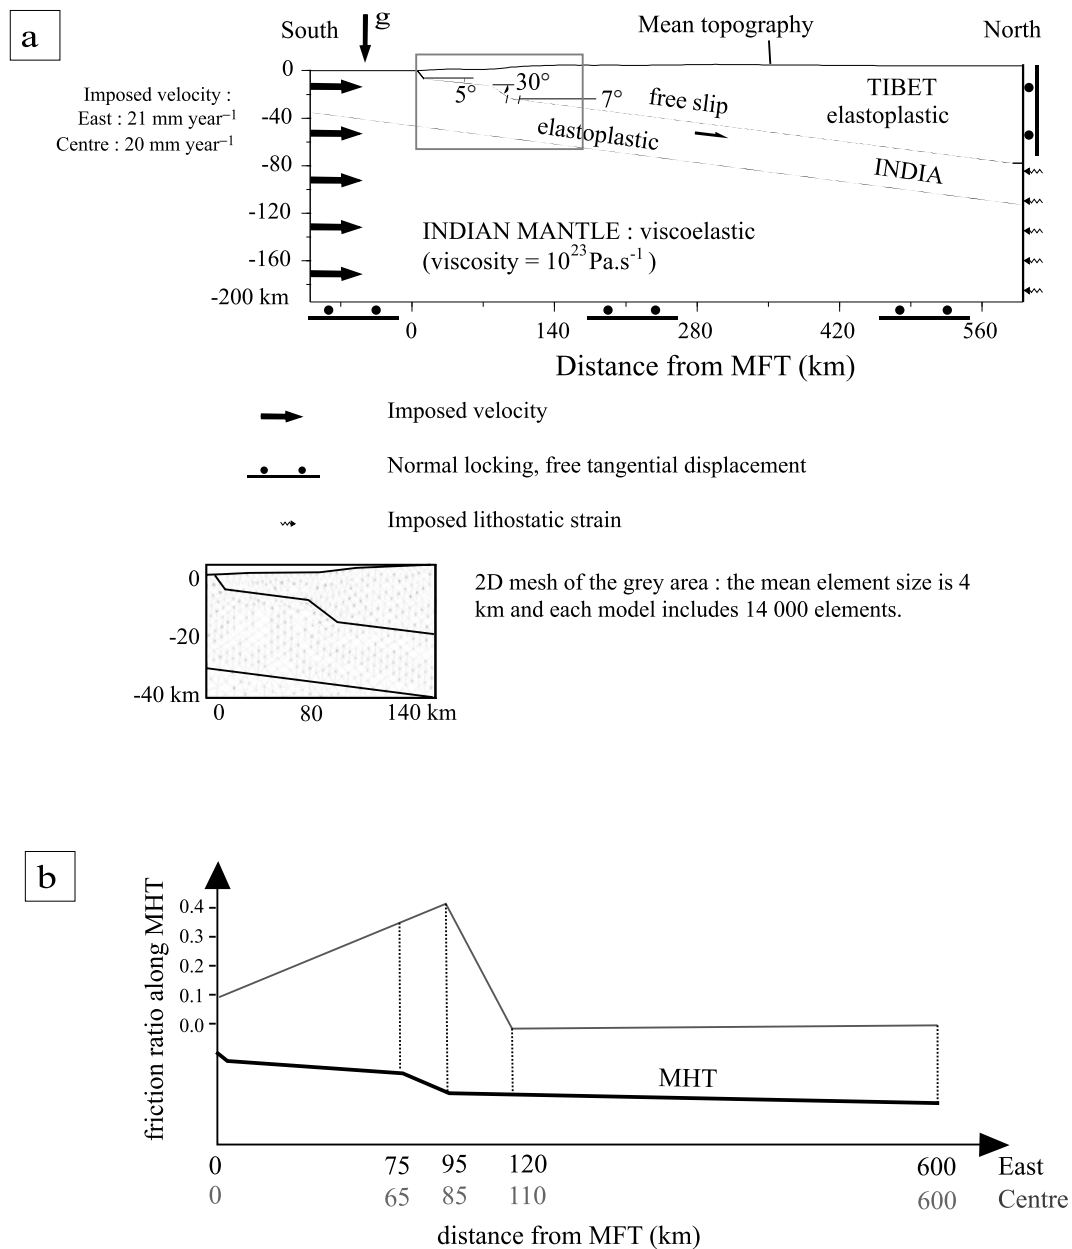 a
South
g
Mean topography
North
0
-40
-80
-120
-160
-200 km
Imposed velocity :
East : 21 mm year–1
Centre : 20 mm year–1
5°
30°
7°
free slip
TIBET
elastoplastic
elastoplastic
INDIA
INDIAN MANTLE : viscoelastic
(viscosity = 10²³Pa.s⁻¹ )
0 140 280 420 560
Distance from MFT (km)
Imposed velocity
Normal locking, free tangential displacement
Imposed lithostatic strain
0
-20
-40 km
0 80 140 km
2D mesh of the grey area : the mean element size is 4
km and each model includes 14 000 elements.
b
friction ratio along MHT
0.4
0.3
0.2
0.1
0.0
MHT
0 75 95 120 600 East
0 65 85 110 600 Centre
distance from MFT (km)